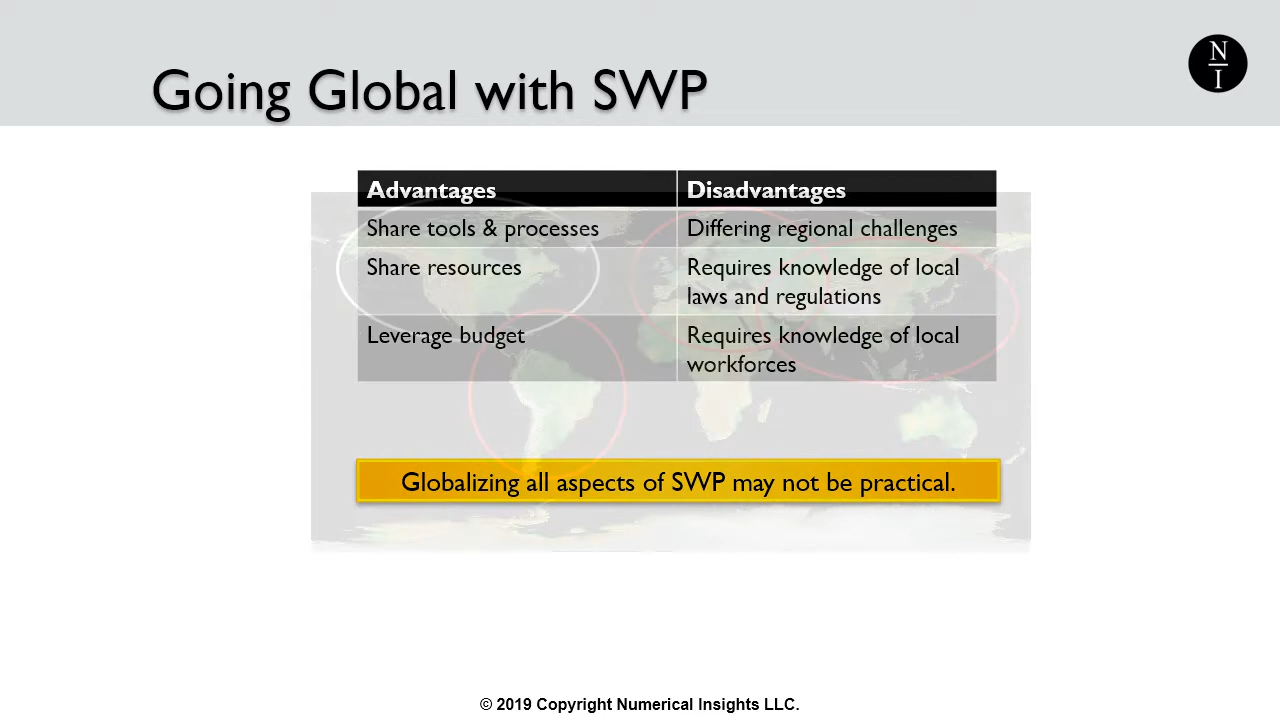 Going Global with SWP
N
I
Advantages
Disadvantages
Share tools & processes
Differing regional challenges
Share resources
Requires knowledge of local
laws and regulations
Leverage budget
Requires knowledge of local
workforces
Globalizing all aspects of SWP may not be practical.
© 2019 Copyright Numerical Insights LLC.